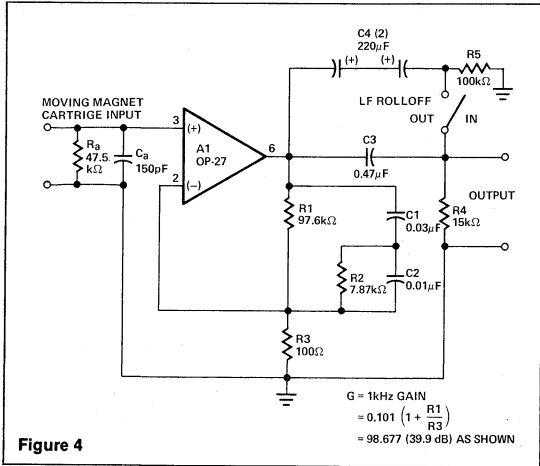 C4 (2)
220µF
(+) (+)
R5
100kΩ
MOVING MAGNET
CARTRIGE INPUT
LF ROLLOFF
OUT IN
3
(+)
A1
OP-27
6
2
(−)
Ra
47.5
kΩ
Ca
150pF
C3
0.47µF
OUTPUT
R1
97.6kΩ
C1
0.03µF
R4
15kΩ
R2
7.87kΩ
C2
0.01µF
R3
100Ω
G = 1kHz GAIN
= 0.101 (1 + R1/R3)
= 98.677 (39.9 dB) AS SHOWN
Figure 4